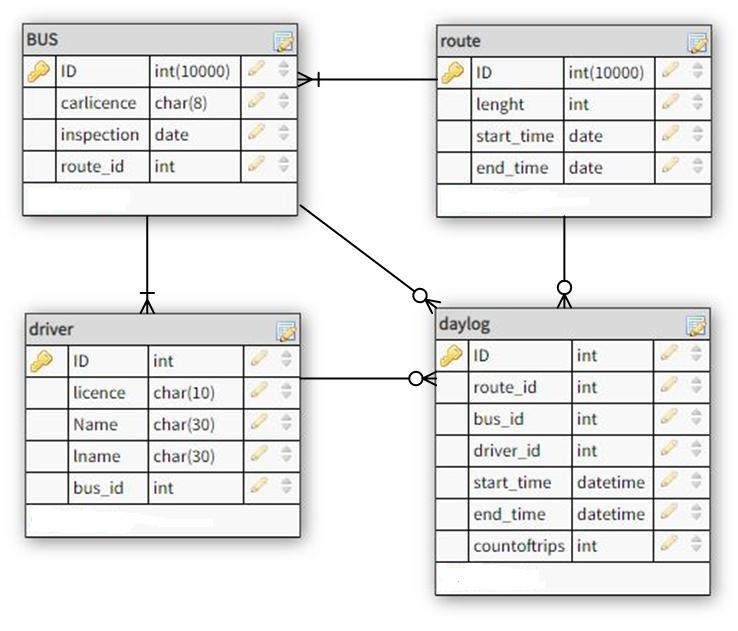 BUS
ID int(10000)
carlicence char(8)
inspection date
route_id int
route
ID int(10000)
lenght int
start_time date
end_time date
driver
ID int
licence char(10)
Name char(30)
lname char(30)
bus_id int
daylog
ID int
route_id int
bus_id int
driver_id int
start_time datetime
end_time datetime
countoftrips int